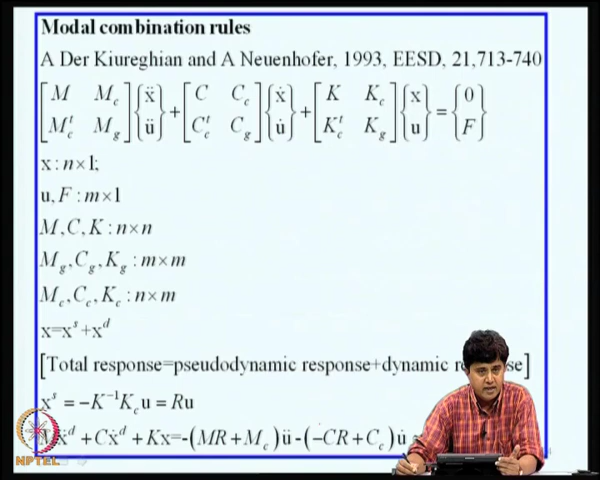 Modal combination rules
A Der Kiureghian and A Neuenhofer, 1993, EESD, 21,713-740
[M M_c; M_c^t M_g]{ẍ; ü}+[C C_c; C_c^t C_g]{ẋ; u̇}+[K K_c; K_c^t K_g]{x; u}={0; F}
x : n×1;
u, F : m×1
M, C, K : n×n
M_g, C_g, K_g : m×m
M_c, C_c, K_c : n×m
x=x^s+x^d
[Total response=pseudodynamic response+dynamic se]
x^s = −K^{-1}K_c u = Ru
ẍ^d + Cẋ^d + Kx=-(MR+M_c)ü-(−CR+C_c)u̇
NPTEL